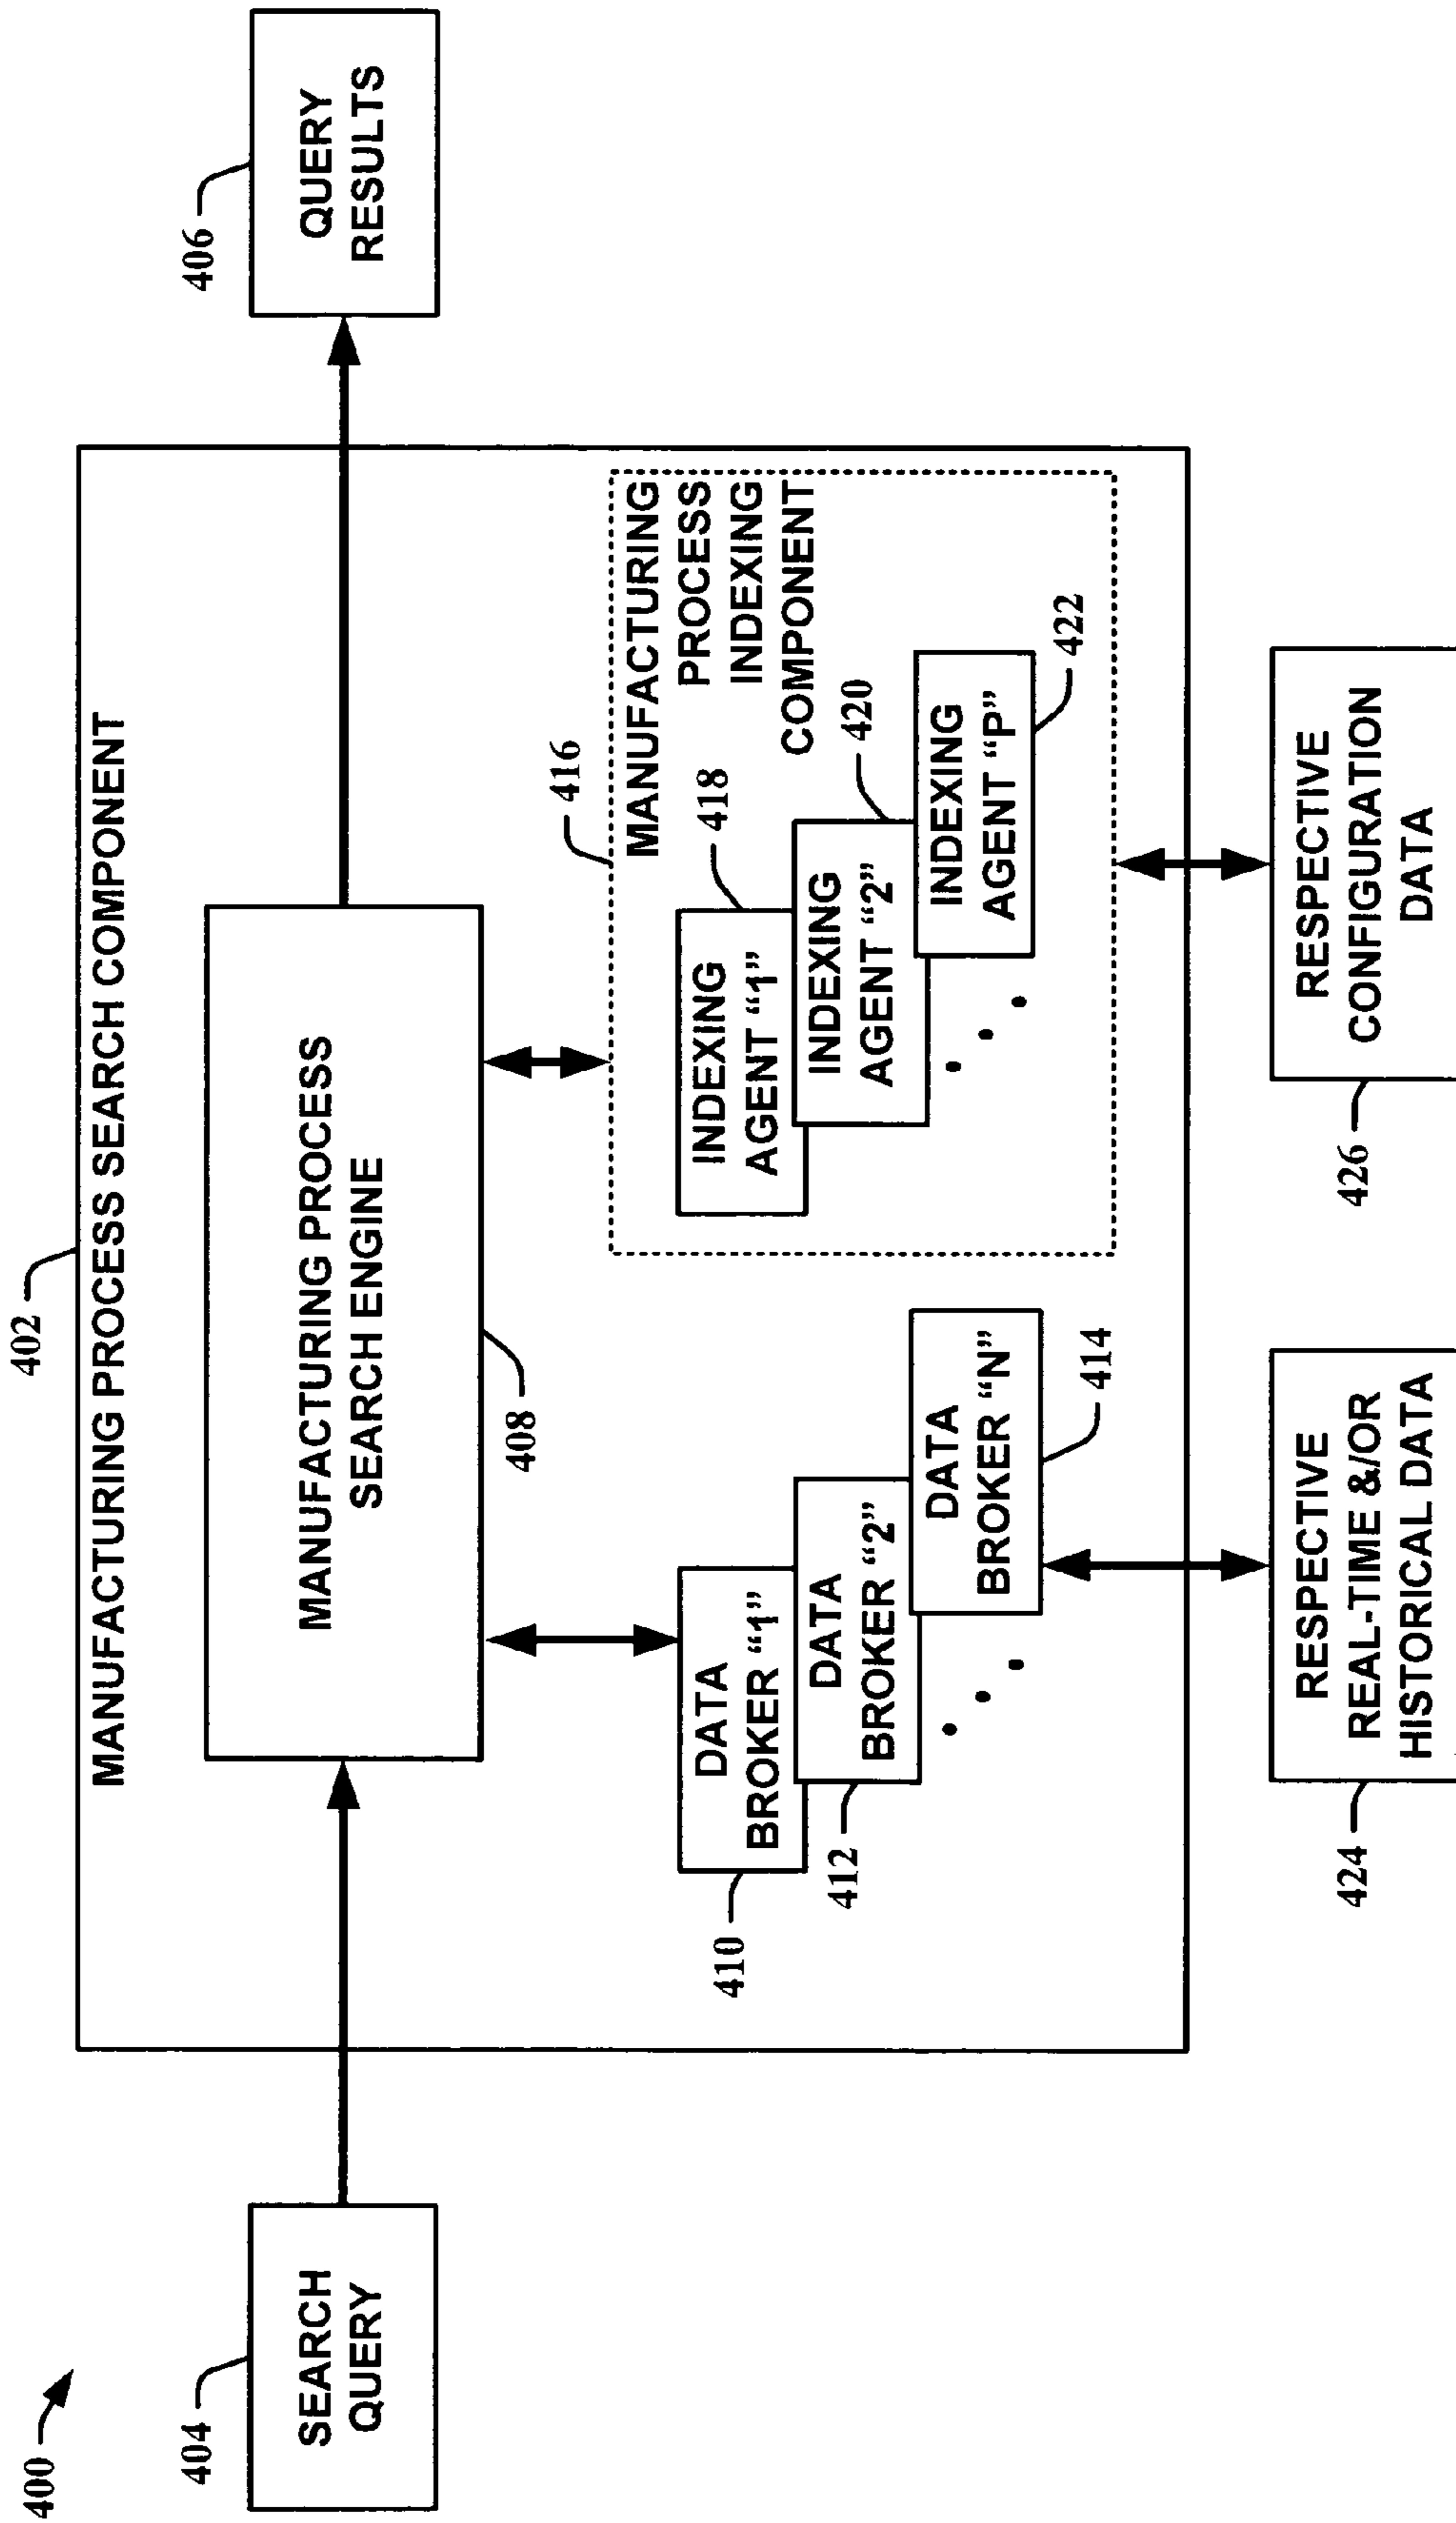 400
402
MANUFACTURING PROCESS SEARCH COMPONENT
404
SEARCH
QUERY
MANUFACTURING PROCESS
SEARCH ENGINE
408
406
QUERY
RESULTS
410
DATA
BROKER “1”
412
DATA
BROKER “2”
DATA
BROKER “N”
414
• • •
416
MANUFACTURING
PROCESS
INDEXING
COMPONENT
INDEXING
AGENT “1”
418
INDEXING
AGENT “2”
420
INDEXING
AGENT “P”
422
• • •
424
RESPECTIVE
REAL-TIME &/OR
HISTORICAL DATA
426
RESPECTIVE
CONFIGURATION
DATA